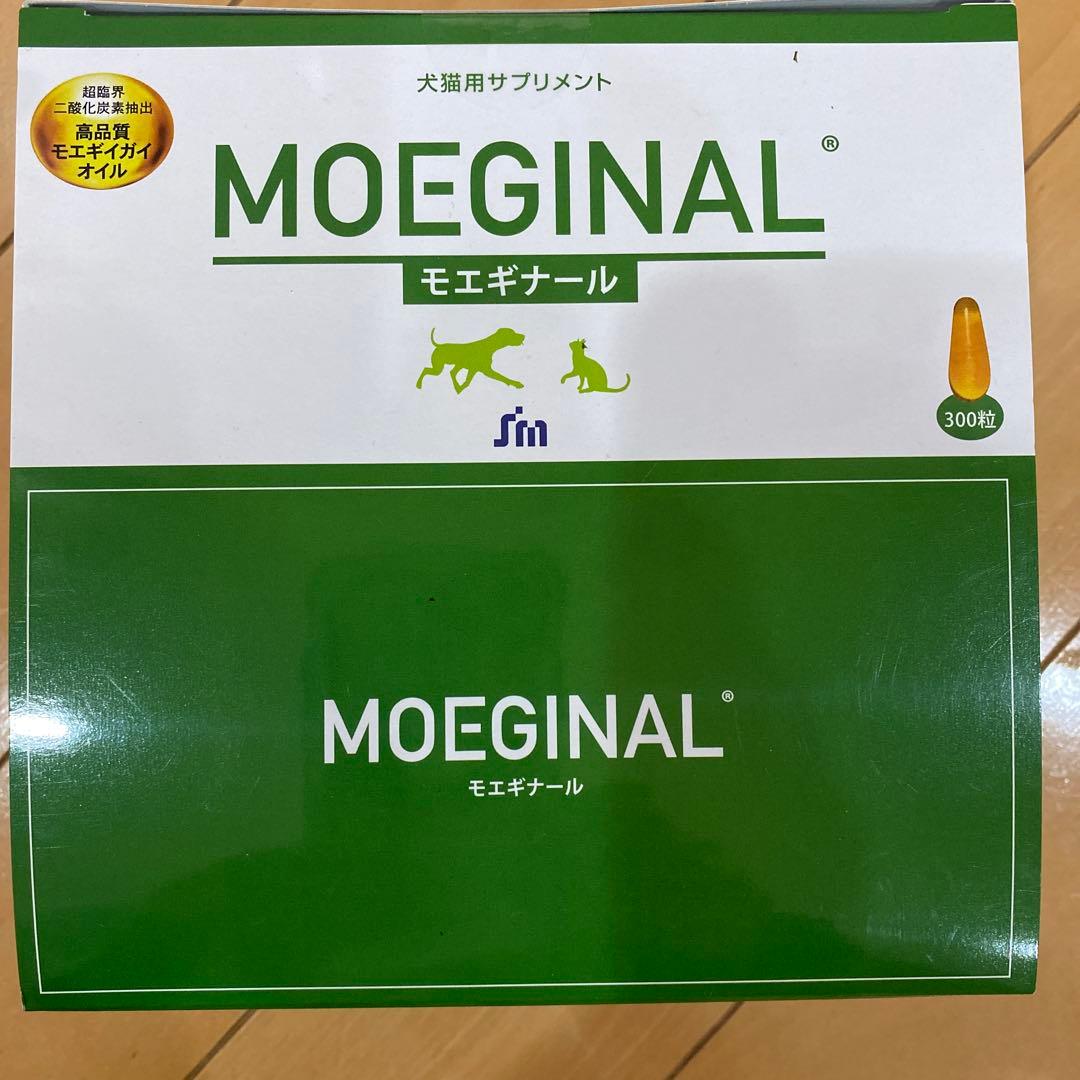 犬猫用サプリメント
超臨界
二酸化炭素抽出
高品質
モエギイガイ
オイル
MOEGINAL®
モエギナール
Sm
300粒
MOEGINAL®
モエギナール